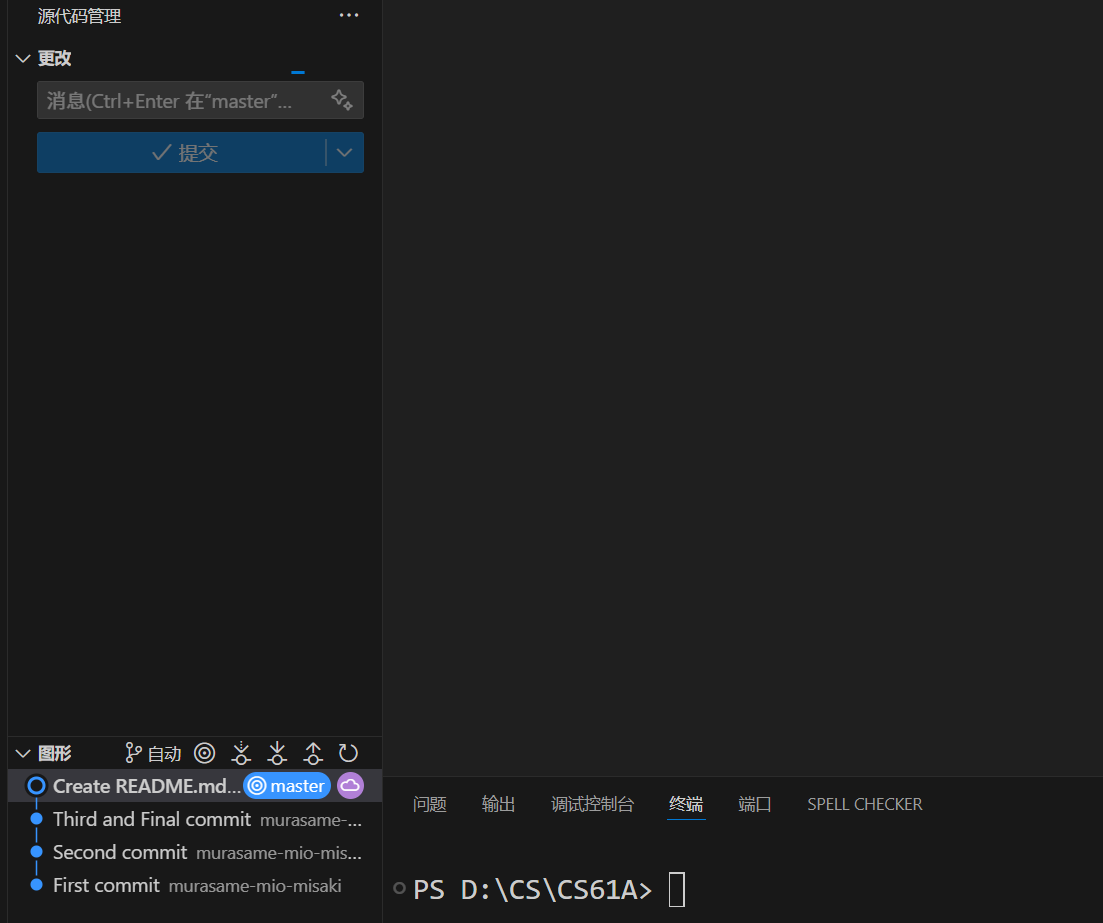 源代码管理
更改
消息(Ctrl+Enter 在“master”...
提交
图形 自动
Create README.md... master
Third and Final commit murasame-...
Second commit murasame-mio-mis...
First commit murasame-mio-misaki
问题 输出 调试控制台 终端 端口 SPELL CHECKER
PS D:\CS\CS61A>